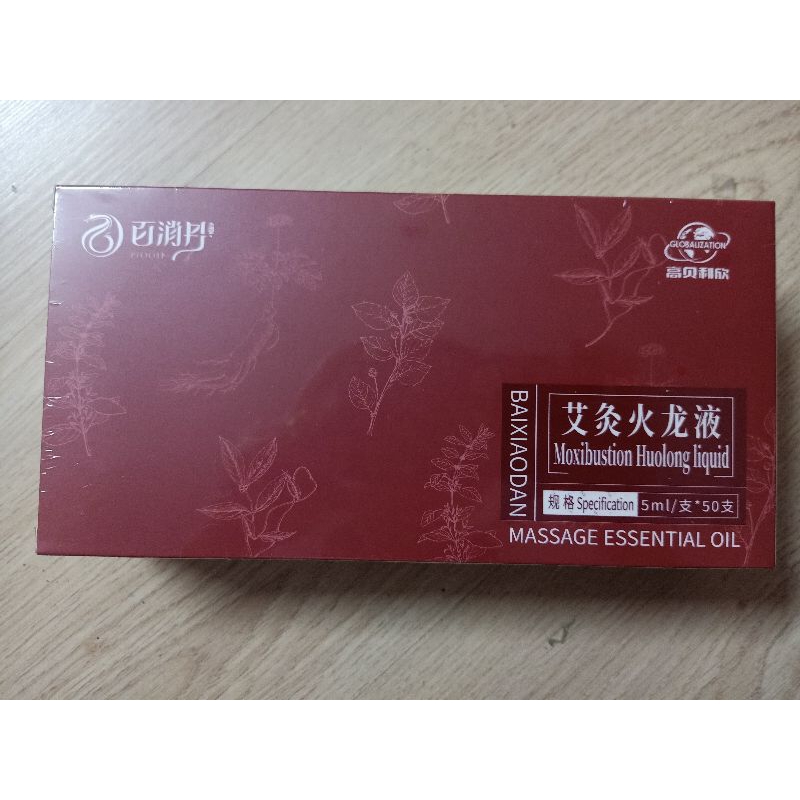 百消丹
GLOBALIZATION
高贝利欣
BAIXIAODAN
艾灸火龙液
Moxibustion Huolong liquid
规格 Specification 5ml/支*50支
MASSAGE ESSENTIAL OIL